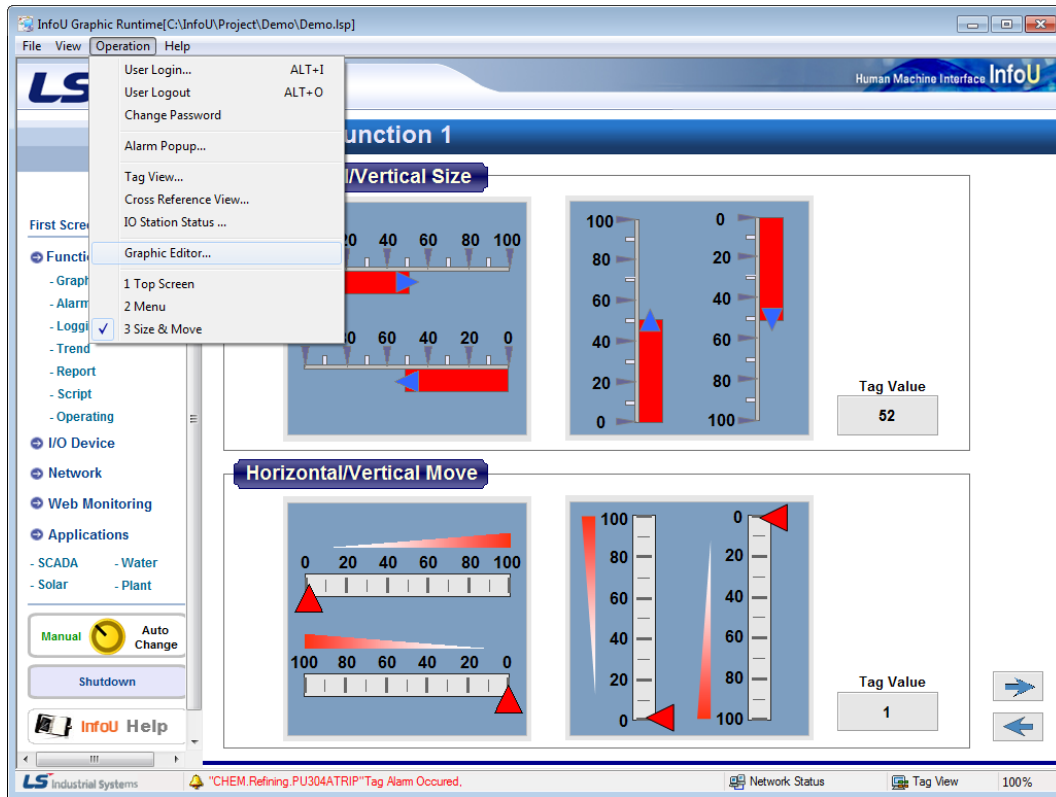 InfoU Graphic Runtime[C:\InfoU\Project\Demo\Demo.lsp]
File View Operation Help
User Login... ALT+I
User Logout ALT+O
Change Password
Alarm Popup...
Tag View...
Cross Reference View...
IO Station Status ...
Graphic Editor...
1 Top Screen
2 Menu
3 Size & Move
LS
Human Machine Interface InfoU
unction 1
l/Vertical Size
First Scree
Functi
- Graph
- Alarm
- Loggi
- Trend
- Report
- Script
- Operating
I/O Device
Network
Web Monitoring
Applications
- SCADA - Water
- Solar - Plant
Manual Auto Change
Shutdown
InfoU Help
20 40 60 80 100
80 60 40 20 0
100
80
60
40
20
0
0
20
40
60
80
100
Tag Value
52
Horizontal/Vertical Move
0 20 40 60 80 100
100 80 60 40 20 0
100
80
60
40
20
0
0
20
40
60
80
100
Tag Value
1
LS Industrial Systems
"CHEM.Refining.PU304ATRIP"Tag Alarm Occured,
Network Status
Tag View
100%